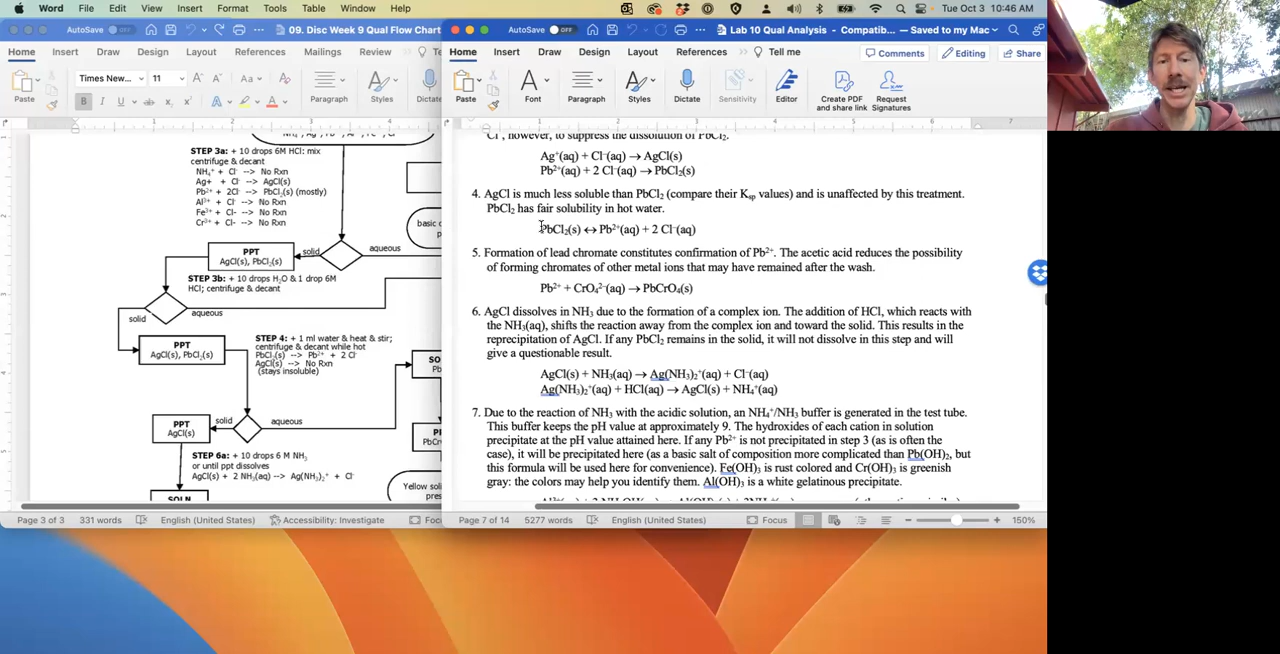 Word File Edit View Insert Format Tools Table Window Help
Tue Oct 3 10:46 AM
AutoSave OFF
09. Disc Week 9 Qual Flow Chart
Home Insert Draw Design Layout References Mailings Review
Paste
Times New... 11
Paragraph
Styles
Dictate
STEP 3a: + 10 drops 6M HCl: mix
centrifuge & decant
NH₄⁺ + Cl⁻ --> No Rxn
Ag+ + Cl- --> AgCl(s)
Pb²⁺ + 2Cl⁻ --> PbCl₂(s) (mostly)
Al³⁺ + Cl- --> No Rxn
Fe³⁺ + Cl- --> No Rxn
Cr³⁺ + Cl- --> No Rxn
basic
PPT
AgCl(s), PbCl₂(s)
solid
aqueous
STEP 3b: + 10 drops H₂O & 1 drop 6M
HCl; centrifuge & decant
solid
aqueous
PPT
AgCl(s), PbCl₂(s)
STEP 4: + 1 ml water & heat & stir;
centrifuge & decant while hot
PbCl₂(s) --> Pb²⁺ + 2 Cl⁻
AgCl(s) --> No Rxn
(stays insoluble)
SO
Pb
PPT
AgCl(s)
solid
aqueous
P
PbCr
STEP 6a: + 10 drops 6 M NH₃
or until ppt dissolves
AgCl(s) + 2 NH₃(aq) --> Ag(NH₃)₂⁺ + Cl⁻
Yellow soli
pres
SOLN
Page 3 of 3 331 words English (United States) Accessibility: Investigate Foc
AutoSave OFF
Lab 10 Qual Analysis - Compatib... — Saved to my Mac
Home Insert Draw Design Layout References Tell me
Comments Editing Share
Paste
Font
Paragraph
Styles
Dictate
Sensitivity
Editor
Create PDF
and share link
Request
Signatures
Cl⁻, however, to suppress the dissolution of PbCl₂.
Ag⁺(aq) + Cl⁻(aq) → AgCl(s)
Pb²⁺(aq) + 2 Cl⁻(aq) → PbCl₂(s)
4. AgCl is much less soluble than PbCl₂ (compare their Ksp values) and is unaffected by this treatment.
PbCl₂ has fair solubility in hot water.
PbCl₂(s) ↔ Pb²⁺(aq) + 2 Cl⁻(aq)
5. Formation of lead chromate constitutes confirmation of Pb²⁺. The acetic acid reduces the possibility
of forming chromates of other metal ions that may have remained after the wash.
Pb²⁺ + CrO₄²⁻(aq) → PbCrO₄(s)
6. AgCl dissolves in NH₃ due to the formation of a complex ion. The addition of HCl, which reacts with
the NH₃(aq), shifts the reaction away from the complex ion and toward the solid. This results in the
reprecipitation of AgCl. If any PbCl₂ remains in the solid, it will not dissolve in this step and will
give a questionable result.
AgCl(s) + NH₃(aq) → Ag(NH₃)₂⁺(aq) + Cl⁻(aq)
Ag(NH₃)₂⁺(aq) + HCl(aq) → AgCl(s) + NH₄⁺(aq)
7. Due to the reaction of NH₃ with the acidic solution, an NH₄⁺/NH₃ buffer is generated in the test tube.
This buffer keeps the pH value at approximately 9. The hydroxides of each cation in solution
precipitate at the pH value attained here. If any Pb²⁺ is not precipitated in step 3 (as is often the
case), it will be precipitated here (as a basic salt of composition more complicated than Pb(OH)₂, but
this formula will be used here for convenience). Fe(OH)₃ is rust colored and Cr(OH)₃ is greenish
gray: the colors may help you identify them. Al(OH)₃ is a white gelatinous precipitate.
Page 7 of 14 5277 words English (United States) Focus 150%